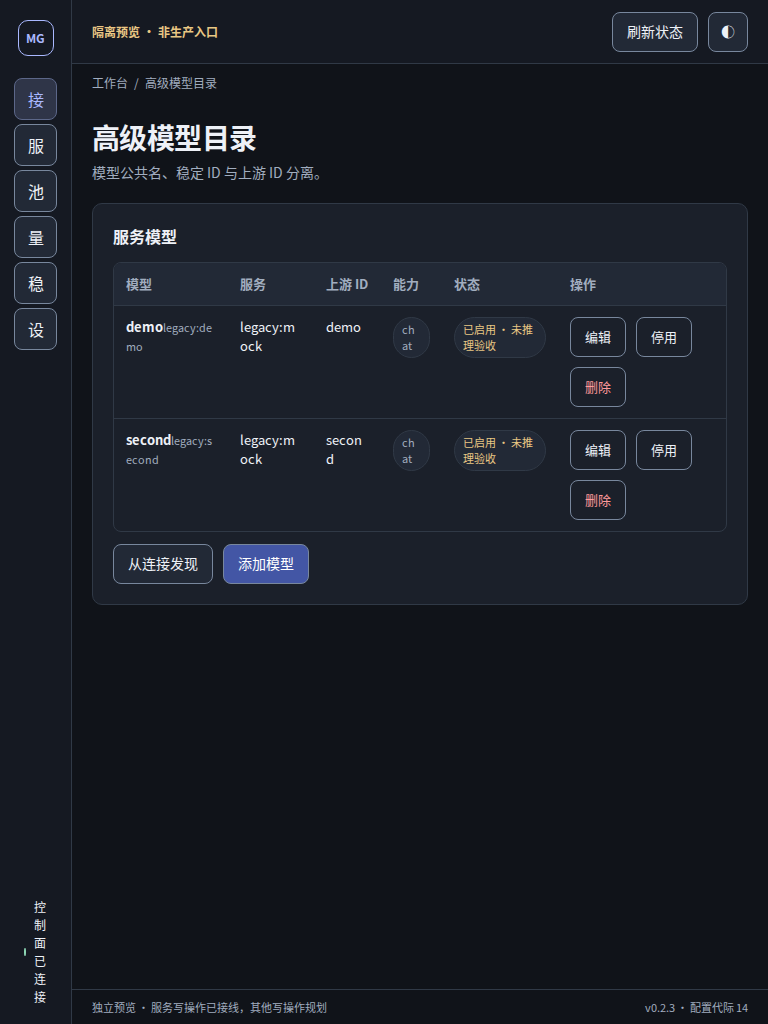 MG
接
服
池
量
稳
设
控
制
面
已
连
接
隔离预览 · 非生产入口
刷新状态
工作台 / 高级模型目录
高级模型目录
模型公共名、稳定 ID 与上游 ID 分离。
服务模型
模型 服务 上游 ID 能力 状态 操作
demolegacy:de
mo
legacy:m
ock
demo
ch
at
已启用 · 未推
理验收
编辑 停用
删除
secondlegacy:s
econd
legacy:m
ock
secon
d
ch
at
已启用 · 未推
理验收
编辑 停用
删除
从连接发现 添加模型
独立预览 · 服务写操作已接线，其他写操作规划
v0.2.3 · 配置代际 14